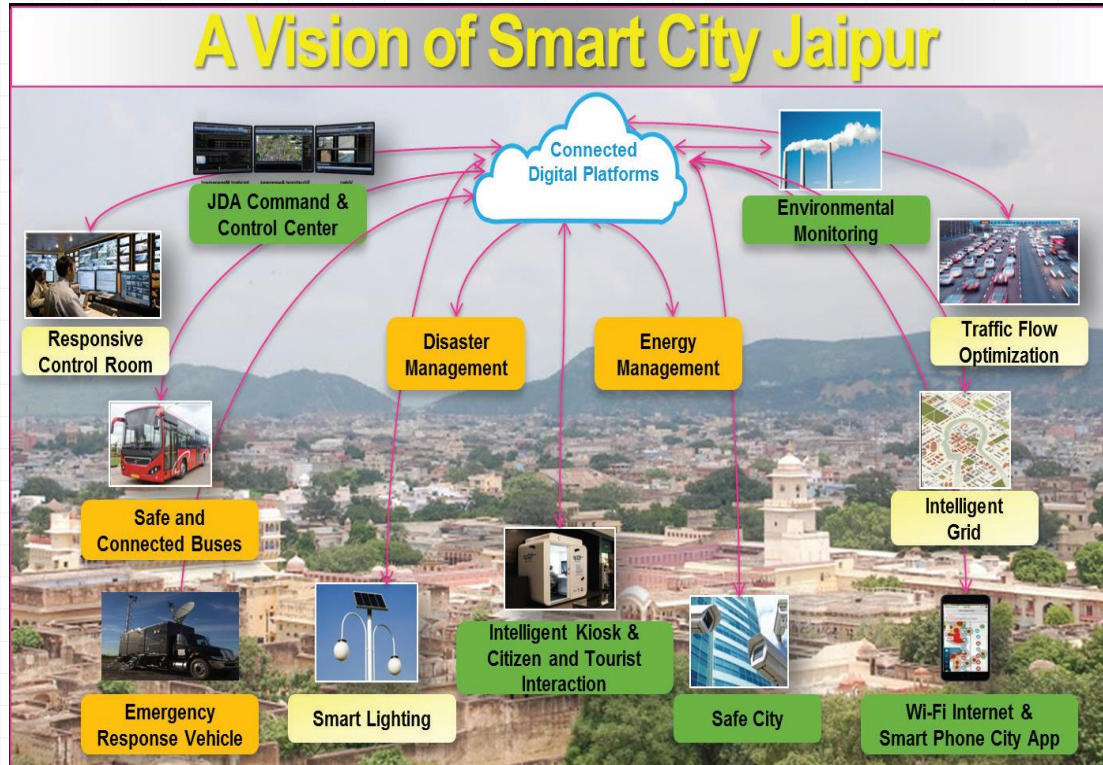 A Vision of Smart City Jaipur
Connected
Digital Platforms
JDA Command &
Control Center
Environmental
Monitoring
Responsive
Control Room
Disaster
Management
Energy
Management
Traffic Flow
Optimization
Safe and
Connected Buses
Intelligent
Grid
Emergency
Response Vehicle
Smart Lighting
Intelligent Kiosk &
Citizen and Tourist
Interaction
Safe City
Wi-Fi Internet &
Smart Phone City App